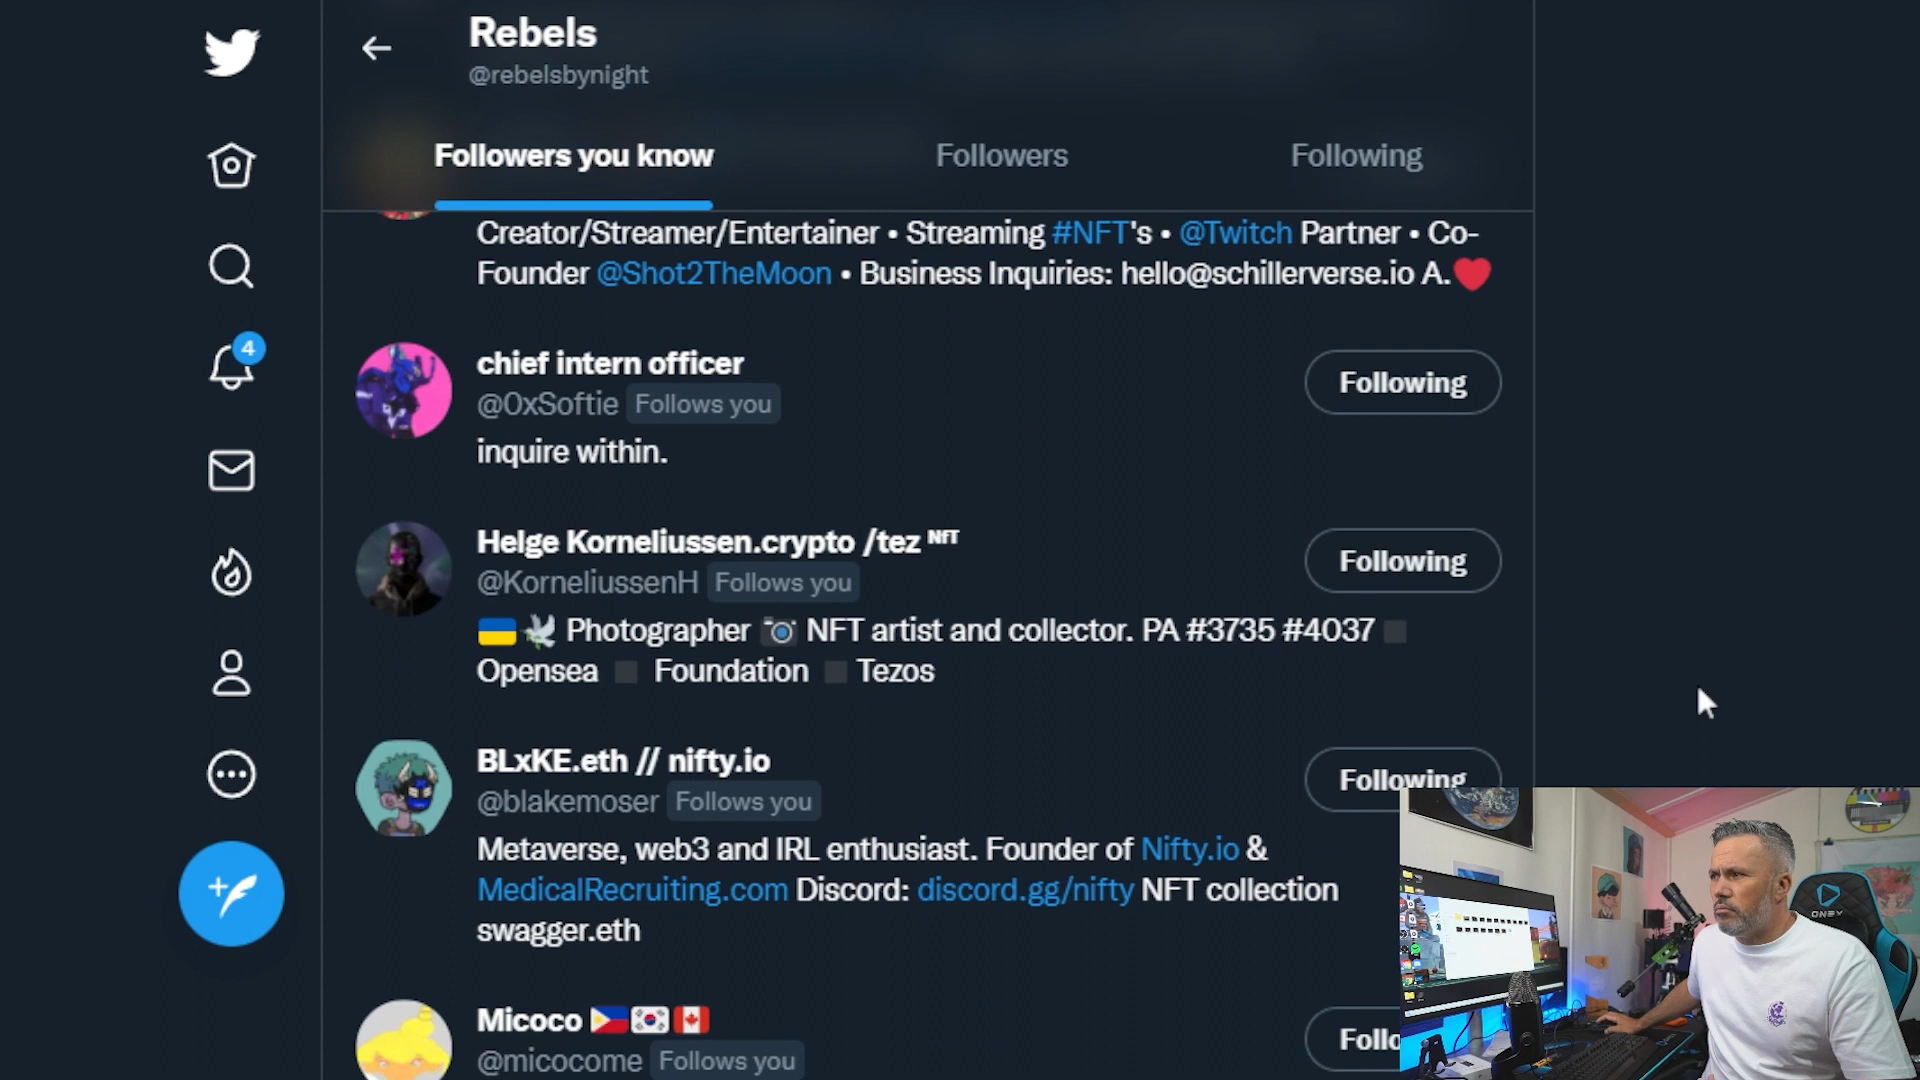 Rebels
@rebelsbynight
Followers you know
Followers
Following
Creator/Streamer/Entertainer • Streaming #NFT's • @Twitch Partner • Co-
Founder @Shot2TheMoon • Business Inquiries: hello@schillerverse.io A.❤️
4
chief intern officer
@0xSoftie Follows you
Following
inquire within.
Helge Korneliussen.crypto /tez ᴺᶠᵀ
@KorneliussenH Follows you
Following
🇺🇦🕊️ Photographer 📷 NFT artist and collector. PA #3735 #4037 ◾
Opensea ◾ Foundation ◾ Tezos
BLxKE.eth // nifty.io
@blakemoser Follows you
Following
Metaverse, web3 and IRL enthusiast. Founder of Nifty.io &
MedicalRecruiting.com Discord: discord.gg/nifty NFT collection
swagger.eth
Micoco 🇵🇭🇰🇷🇨🇦
@micocome Follows you
Follo
ONEX